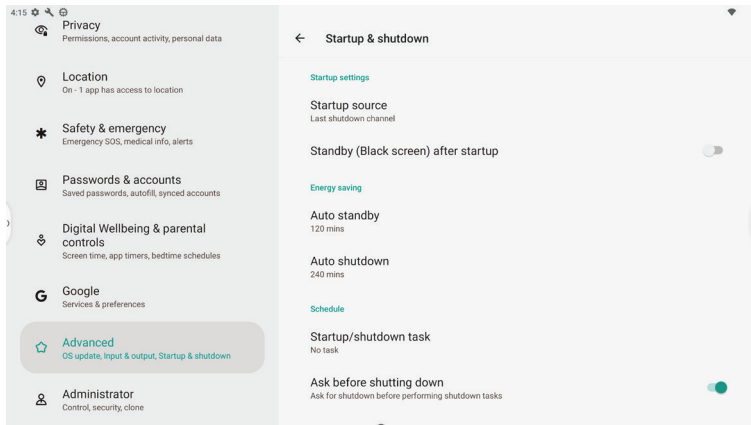 4:15
Privacy
Permissions, account activity, personal data
Location
On - 1 app has access to location
Safety & emergency
Emergency SOS, medical info, alerts
Passwords & accounts
Saved passwords, autofill, synced accounts
Digital Wellbeing & parental
controls
Screen time, app timers, bedtime schedules
Google
Services & preferences
Advanced
OS update, Input & output, Startup & shutdown
Administrator
Control, security, clone
Startup & shutdown
Startup settings
Startup source
Last shutdown channel
Standby (Black screen) after startup
Energy saving
Auto standby
120 mins
Auto shutdown
240 mins
Schedule
Startup/shutdown task
No task
Ask before shutting down
Ask for shutdown before performing shutdown tasks